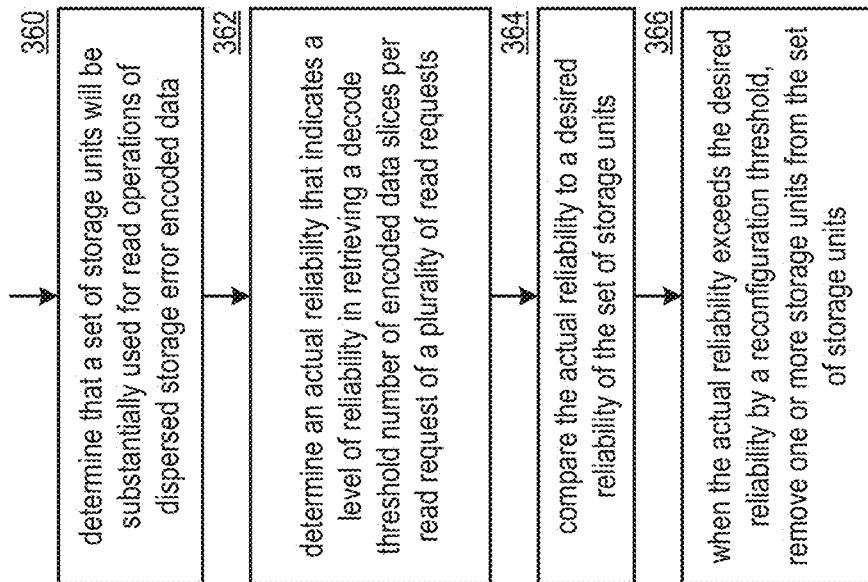 360
determine that a set of storage units will be
substantially used for read operations of
dispersed storage error encoded data
362
determine an actual reliability that indicates a
level of reliability in retrieving a decode
threshold number of encoded data slices per
read request of a plurality of read requests
364
compare the actual reliability to a desired
reliability of the set of storage units
366
when the actual reliability exceeds the desired
reliability by a reconfiguration threshold,
remove one or more storage units from the set
of storage units